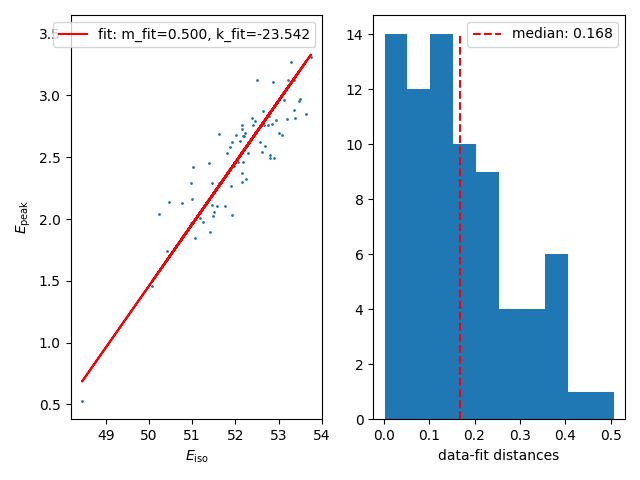 fit: m_fit=0.500, k_fit=-23.542
3.5
3.0
2.5
2.0
1.5
1.0
0.5
E_peak
49 50 51 52 53 54
E_iso
median: 0.168
14
12
10
8
6
4
2
0
0.0 0.1 0.2 0.3 0.4 0.5
data-fit distances